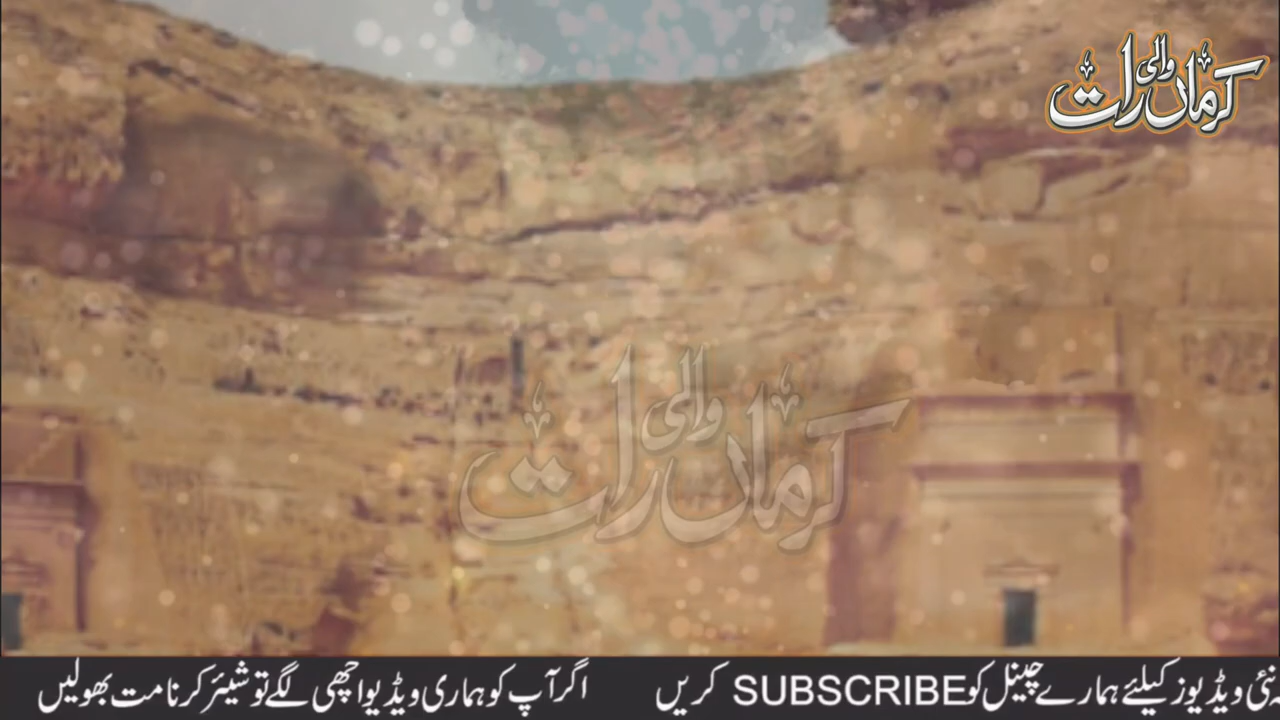 کرماں والی رات
کرماں والی رات
نئی ویڈیوز کیلئے ہمارے چینل کو SUBSCRIBE کریں اگر آپ کو ہماری ویڈیو اچھی لگے تو شیئر کرنا مت بھولیں